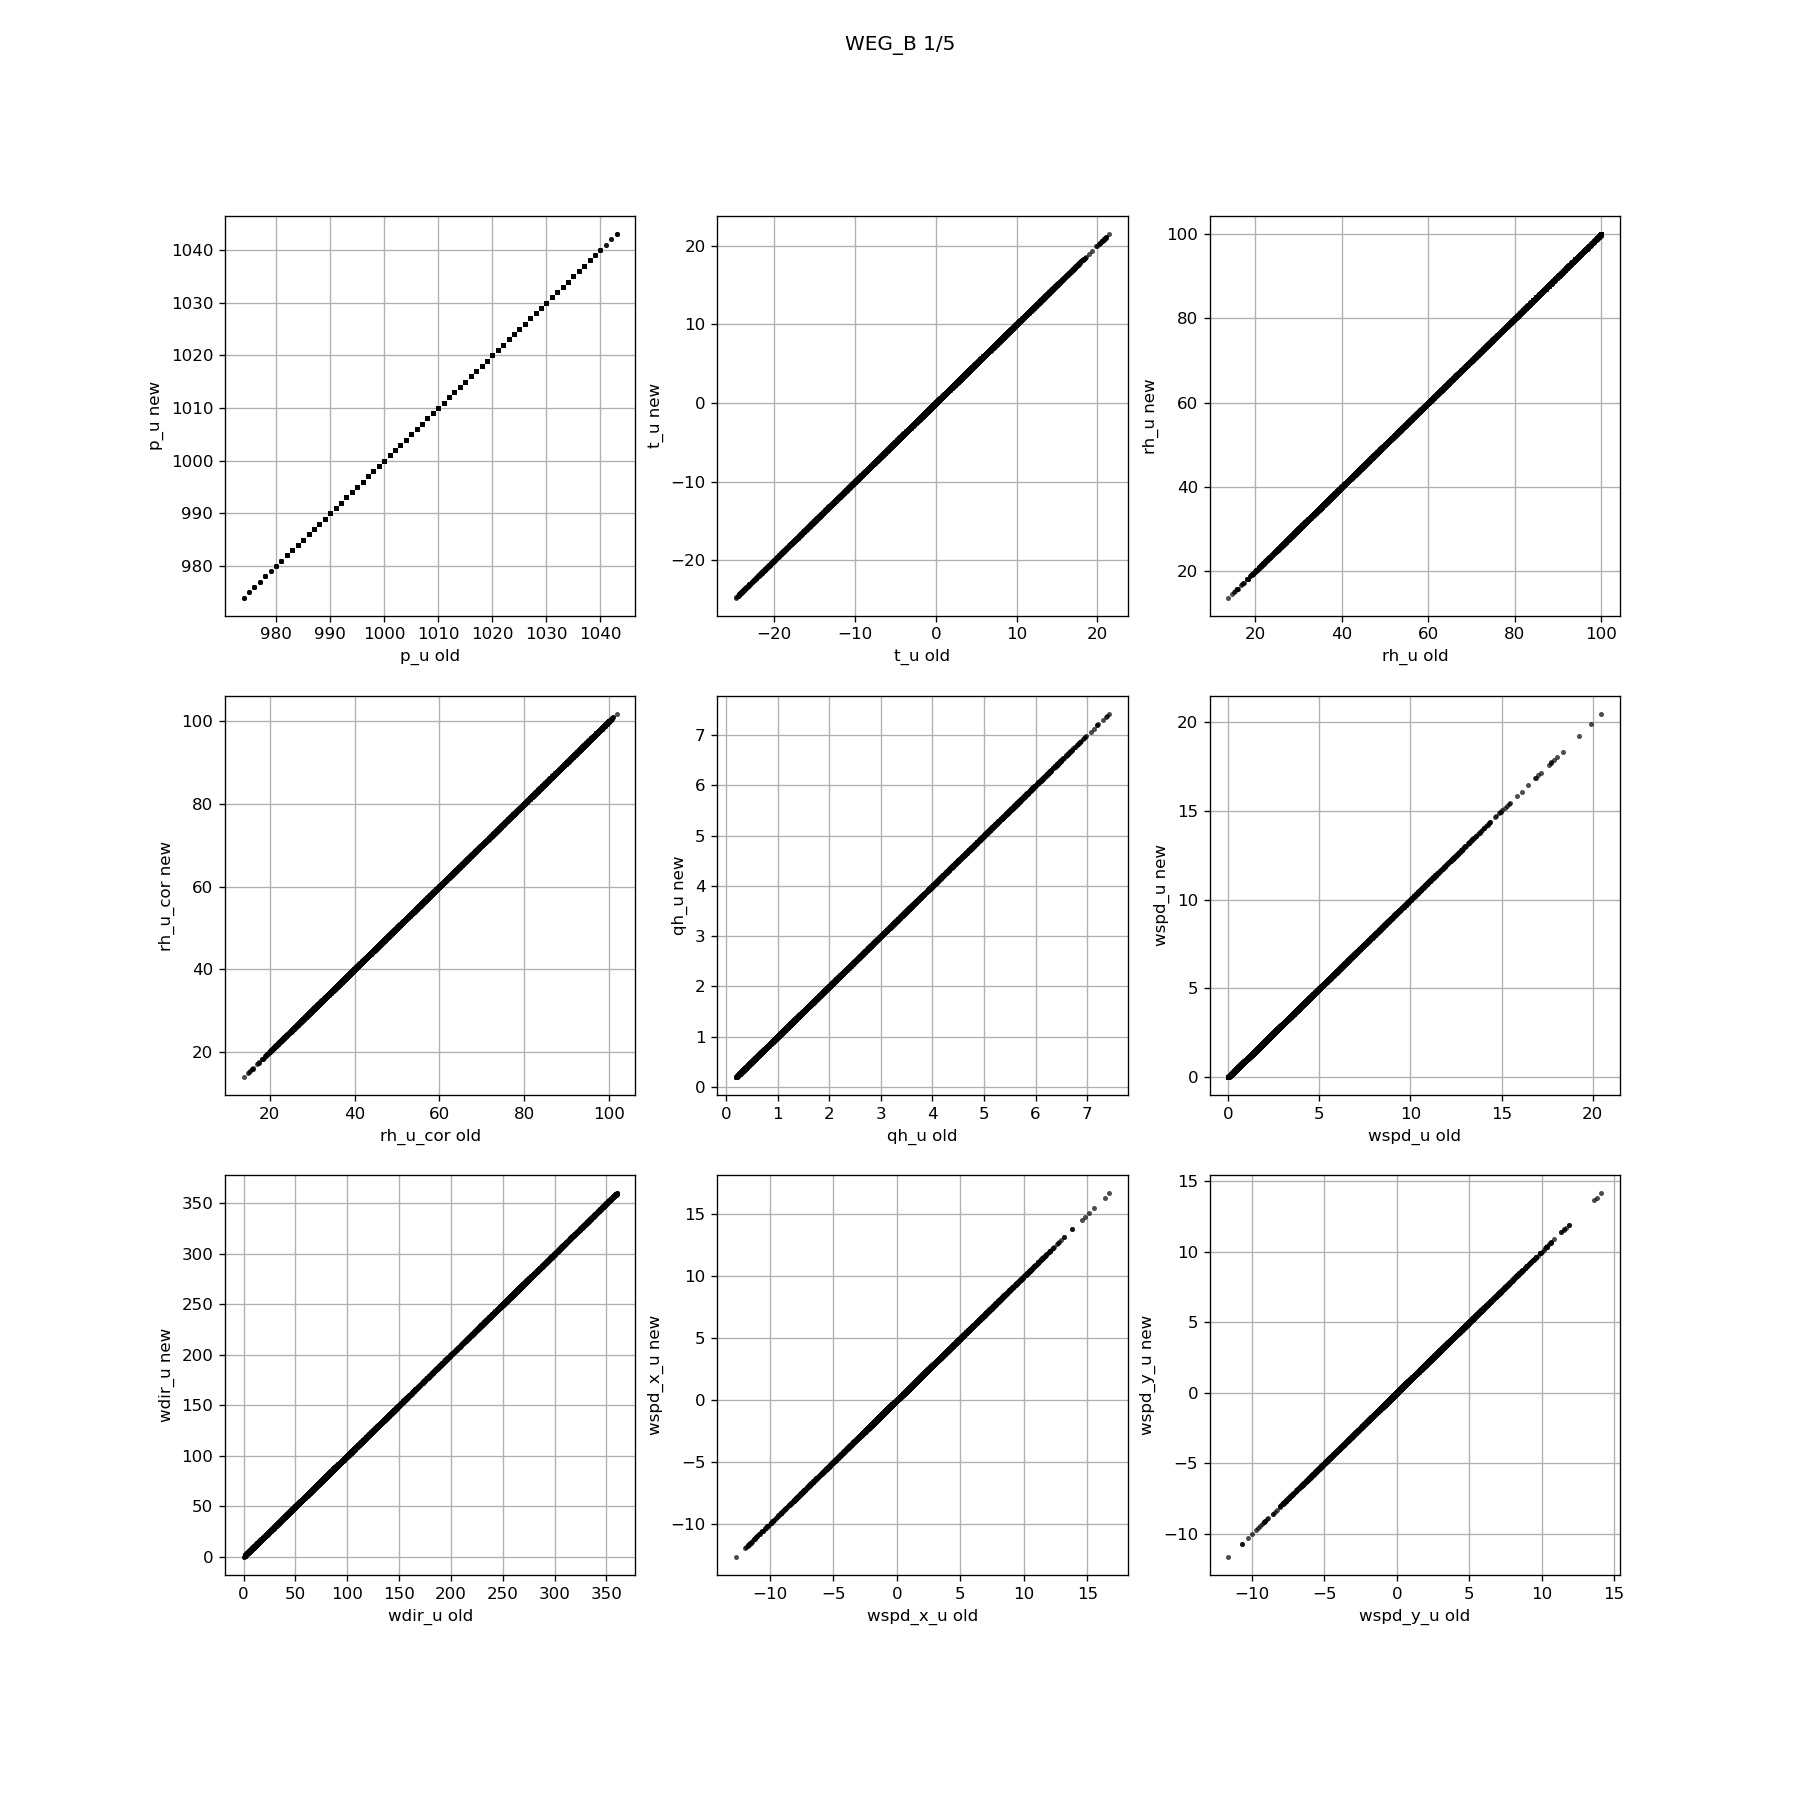 WEG_B 1/5
1040
1030
1020
1010
1000
990
980
p_u new
980 990 1000 1010 1020 1030 1040
p_u old
20
10
0
−10
−20
t_u new
−20 −10 0 10 20
t_u old
100
80
60
40
20
rh_u new
20 40 60 80 100
rh_u old
100
80
60
40
20
rh_u_cor new
20 40 60 80 100
rh_u_cor old
7
6
5
4
3
2
1
0
qh_u new
0 1 2 3 4 5 6 7
qh_u old
20
15
10
5
0
wspd_u new
0 5 10 15 20
wspd_u old
350
300
250
200
150
100
50
0
wdir_u new
0 50 100 150 200 250 300 350
wdir_u old
15
10
5
0
−5
−10
wspd_x_u new
−10 −5 0 5 10 15
wspd_x_u old
15
10
5
0
−5
−10
wspd_y_u new
−10 −5 0 5 10 15
wspd_y_u old